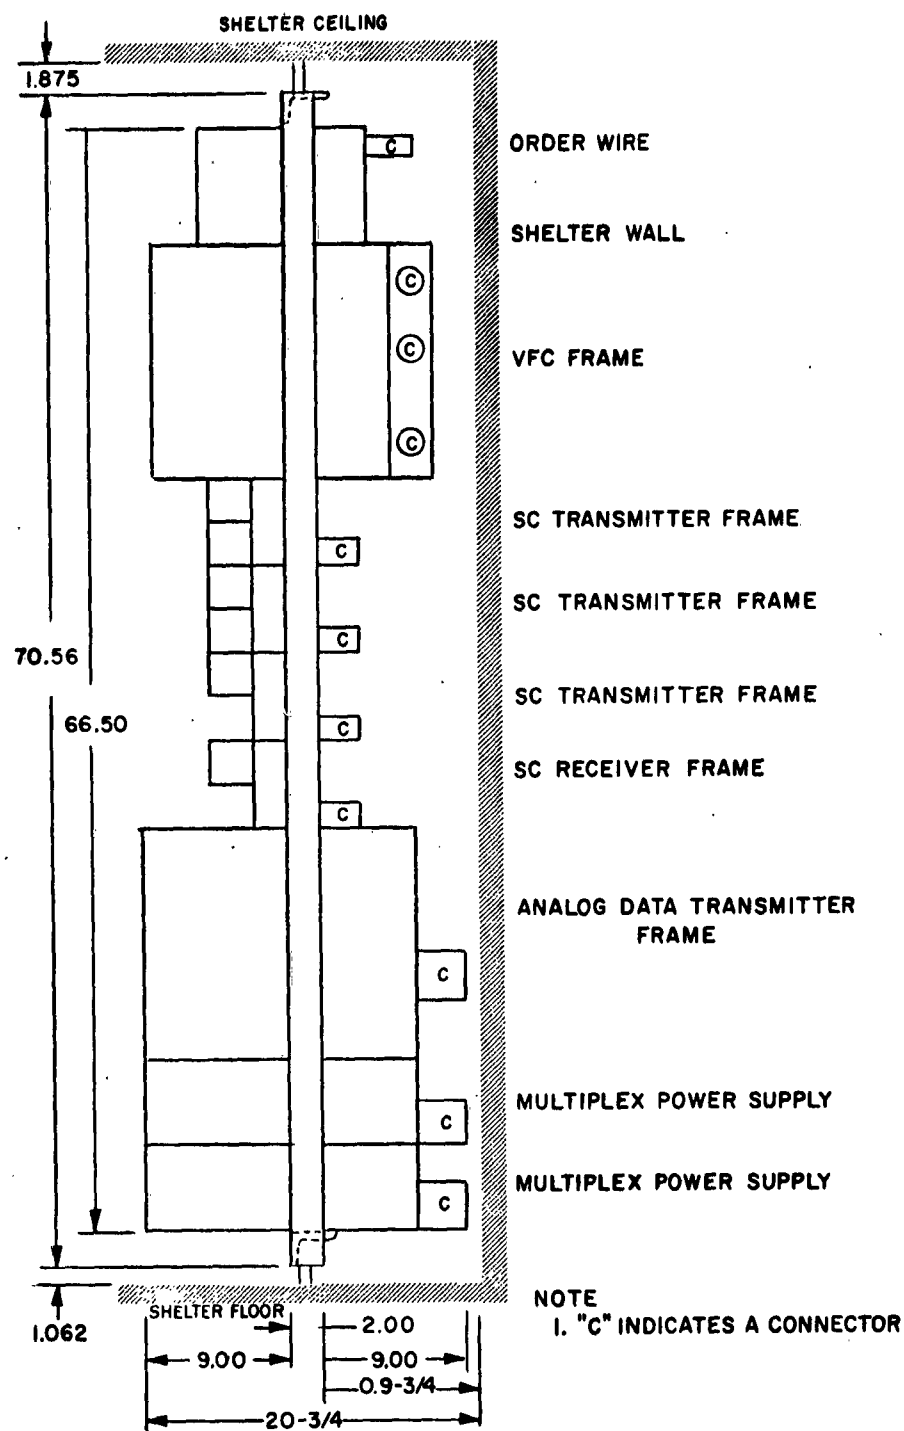 SHELTER CEILING
1.875
C
ORDER WIRE
SHELTER WALL
C
C
VFC FRAME
C
SC TRANSMITTER FRAME
C
SC TRANSMITTER FRAME
C
70.56
SC TRANSMITTER FRAME
66.50
C
SC RECEIVER FRAME
C
ANALOG DATA TRANSMITTER
FRAME
C
MULTIPLEX POWER SUPPLY
C
MULTIPLEX POWER SUPPLY
C
NOTE
1. "C" INDICATES A CONNECTOR
SHELTER FLOOR
1.062
2.00
9.00
9.00
0.9-3/4
20-3/4